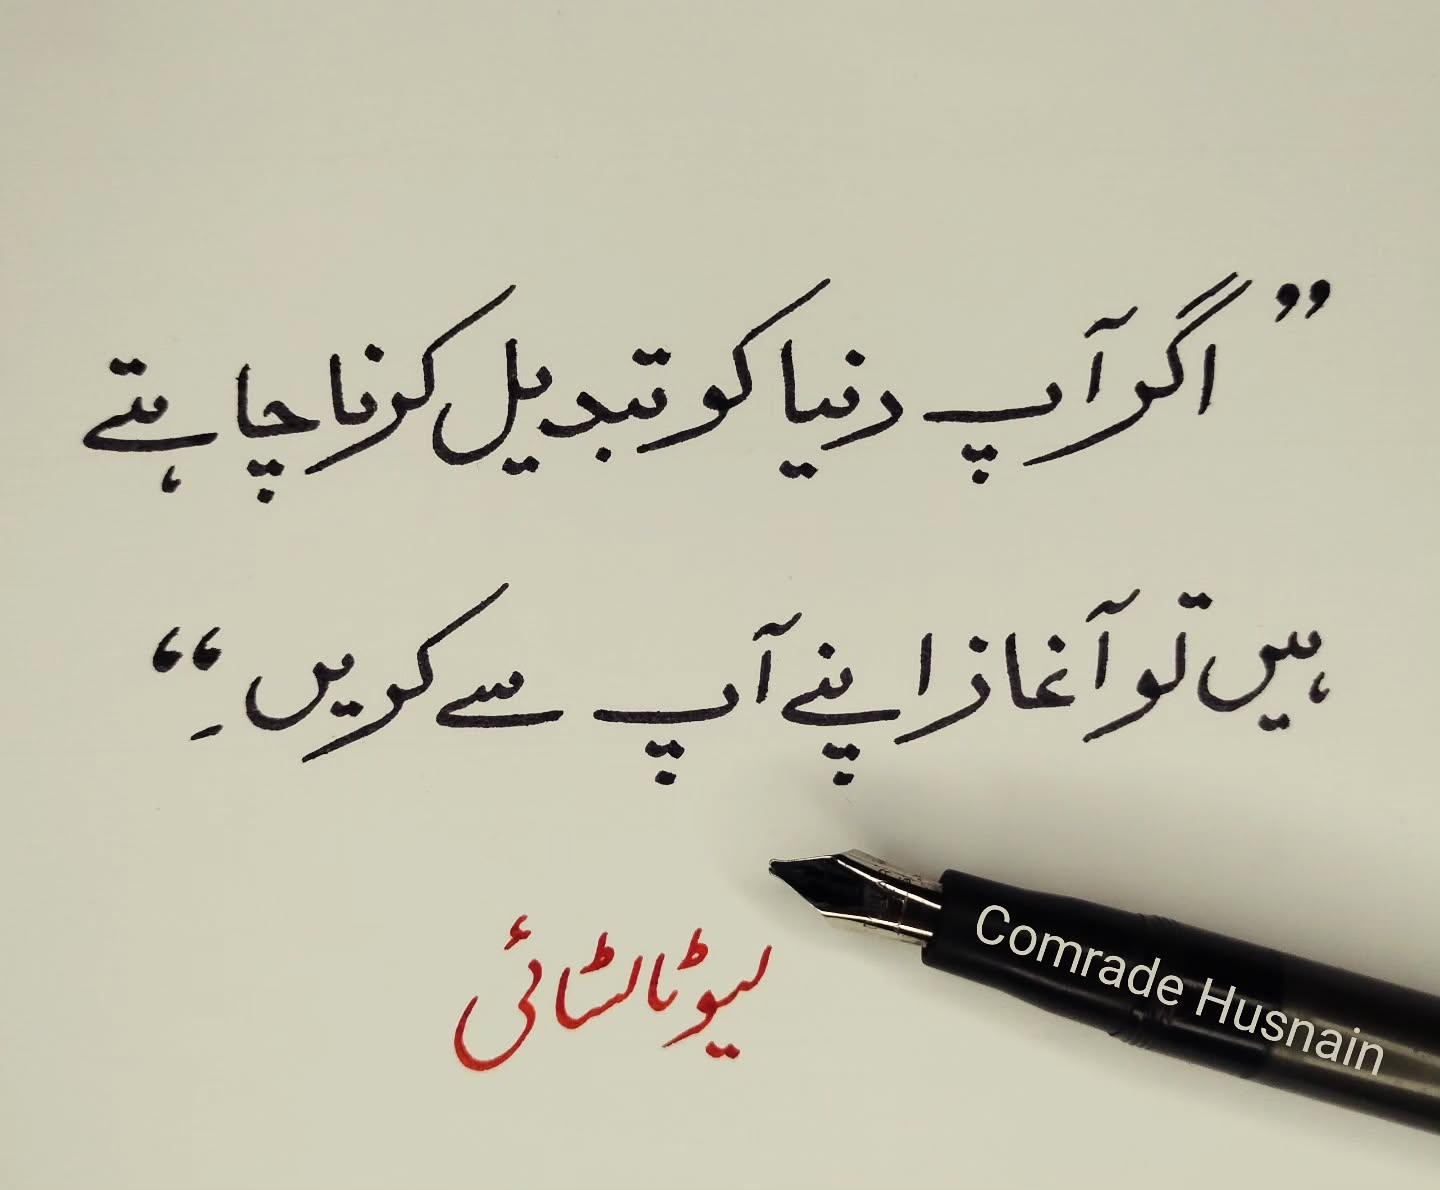 ”اگر آپ دنیا کو تبدیل کرنا چاہتے
ہیں تو آغاز اپنے آپ سے کریں۔“
لیو ٹالسٹائی
Comrade Husnain